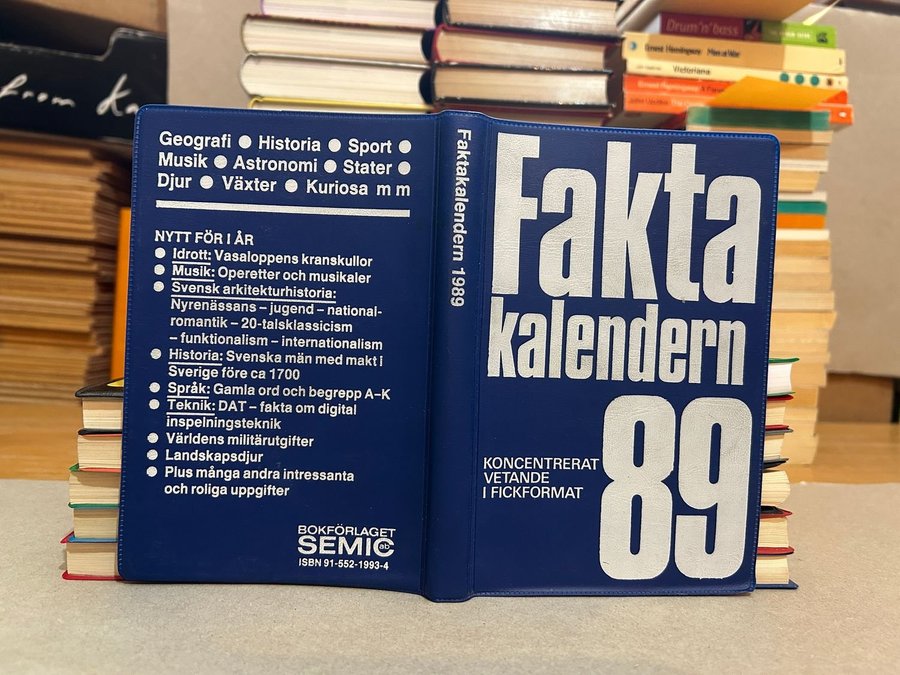 from
Geografi ● Historia ● Sport ●
Musik ● Astronomi ● Stater ●
Djur ● Växter ● Kuriosa m m
NYTT FÖR I ÅR
● Idrott: Vasaloppens kranskullor
● Musik: Operetter och musikaler
● Svensk arkitekturhistoria:
Nyrenässans – jugend – national-
romantik – 20-talsklassicism
– funktionalism – internationalism
● Historia: Svenska män med makt i
Sverige före ca 1700
● Språk: Gamla ord och begrepp A–K
● Teknik: DAT – fakta om digital
inspelningsteknik
● Världens militärutgifter
● Landskapsdjur
● Plus många andra intressanta
och roliga uppgifter
BOKFÖRLAGET
SEMIC ab
ISBN 91-552-1993-4
Faktakalendern 1989
Fakta
kalendern
89
KONCENTRERAT
VETANDE
I FICKFORMAT
Drum'n'bass
Ernest Hemingway Men at War
Victoriana